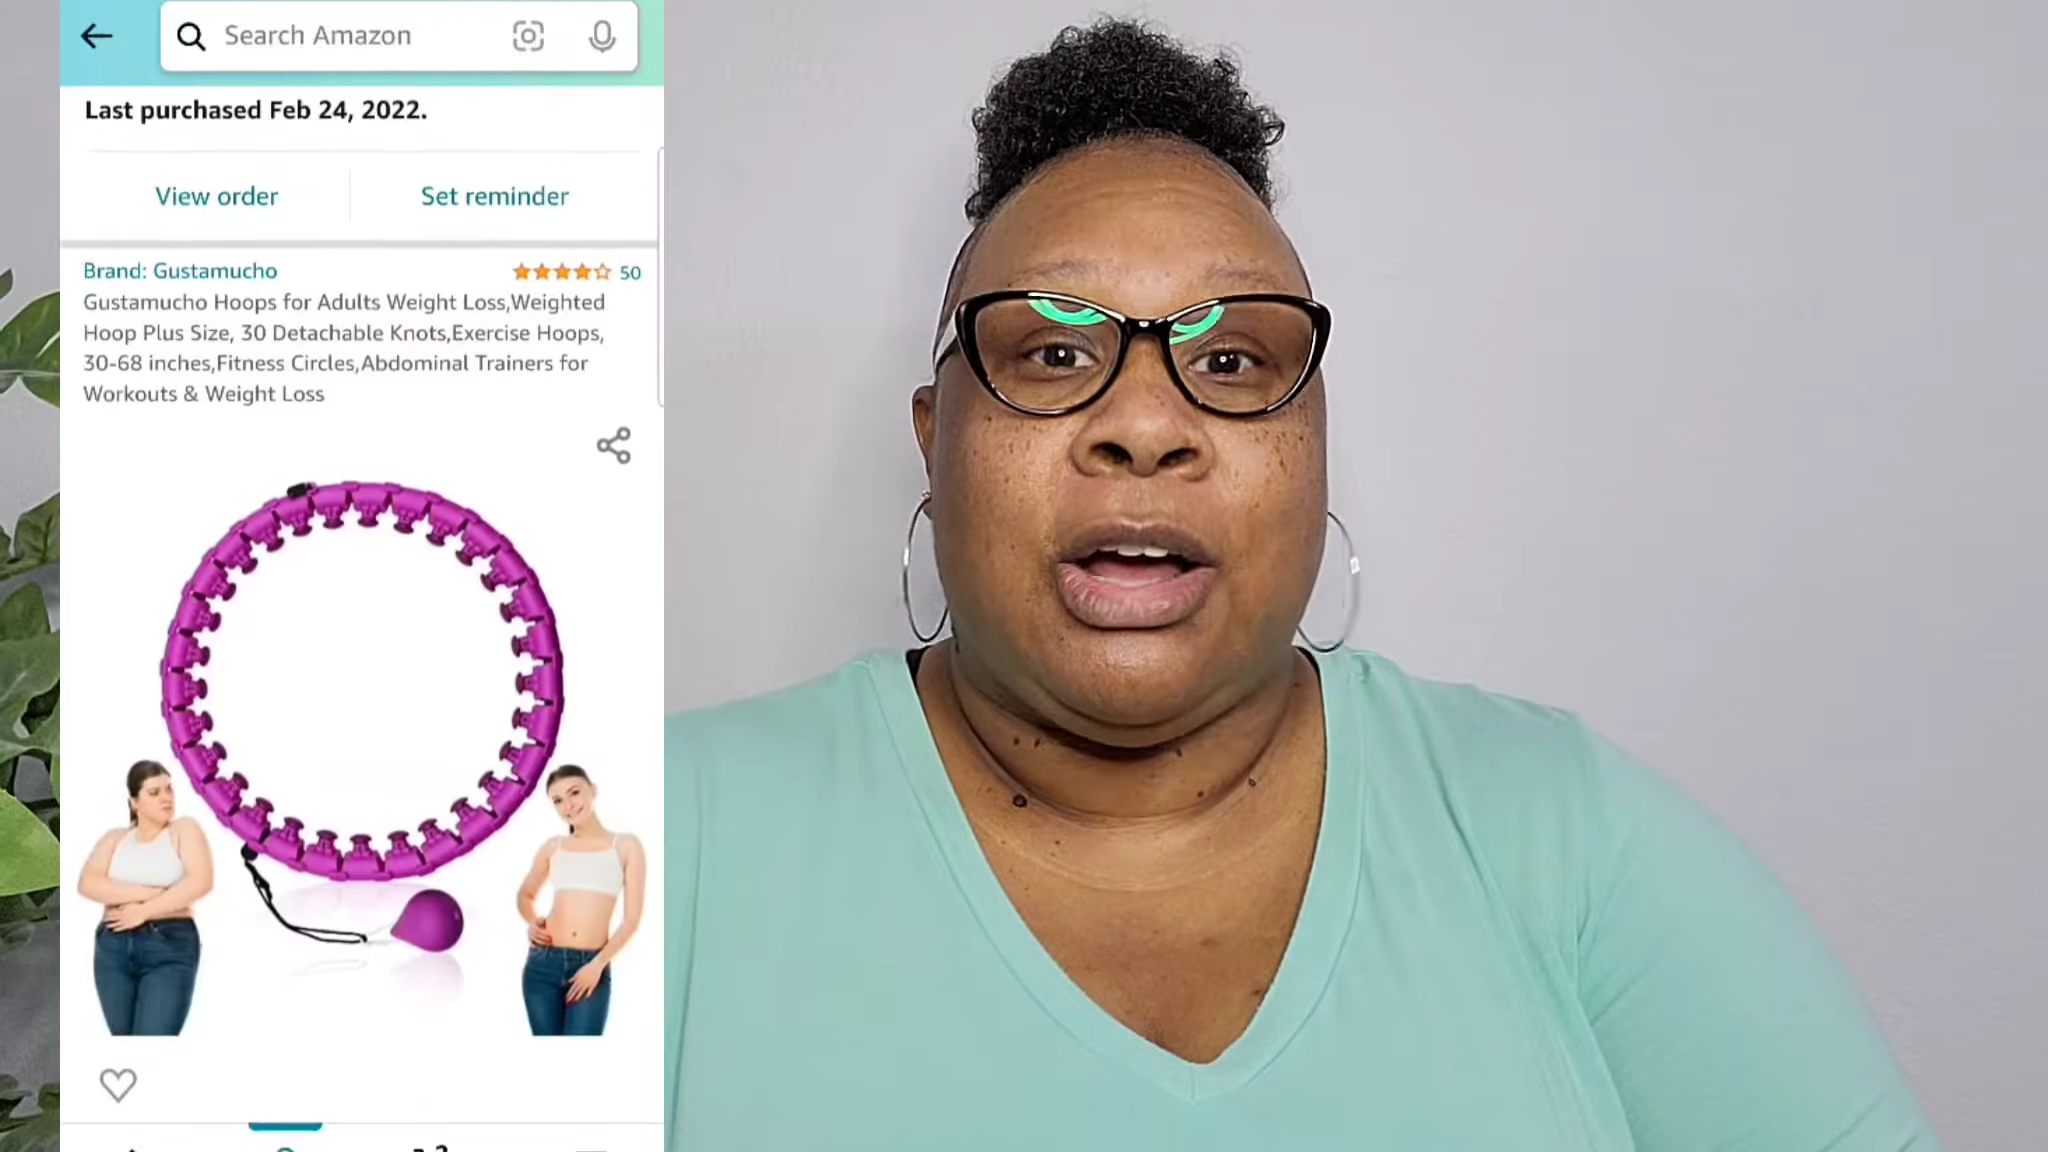 Search Amazon
Last purchased Feb 24, 2022.
View order
Set reminder
Brand: Gustamucho
50
Gustamucho Hoops for Adults Weight Loss,Weighted
Hoop Plus Size, 30 Detachable Knots,Exercise Hoops,
30-68 inches,Fitness Circles,Abdominal Trainers for
Workouts & Weight Loss